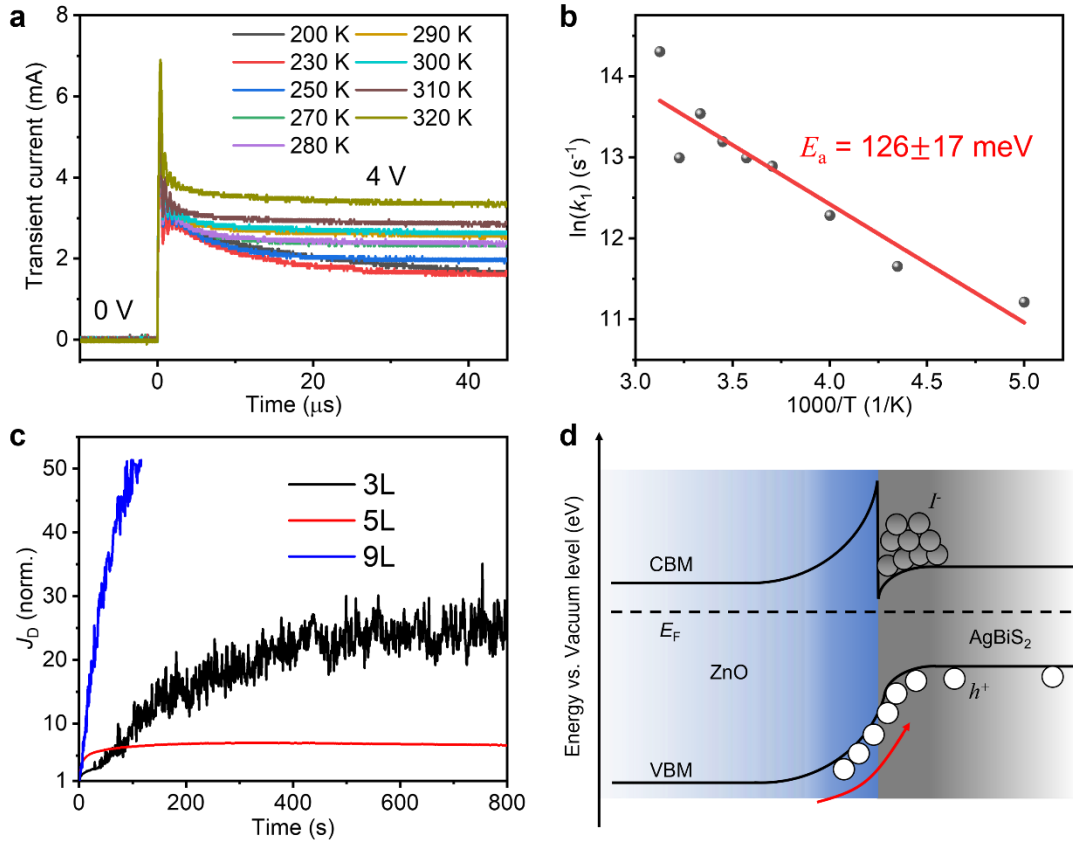 a
8
6
4
2
0
Transient current (mA)
200 K
230 K
250 K
270 K
280 K
290 K
300 K
310 K
320 K
4 V
0 V
0
20
40
Time (μs)
b
14
13
12
11
ln(k₁) (s⁻¹)
Eₐ = 126±17 meV
3.0
3.5
4.0
4.5
5.0
1000/T (1/K)
c
50
40
30
20
10
1
J_D (norm.)
3L
5L
9L
0
200
400
600
800
Time (s)
d
Energy vs. Vacuum level (eV)
I⁻
CBM
E_F
AgBiS₂
ZnO
h⁺
VBM